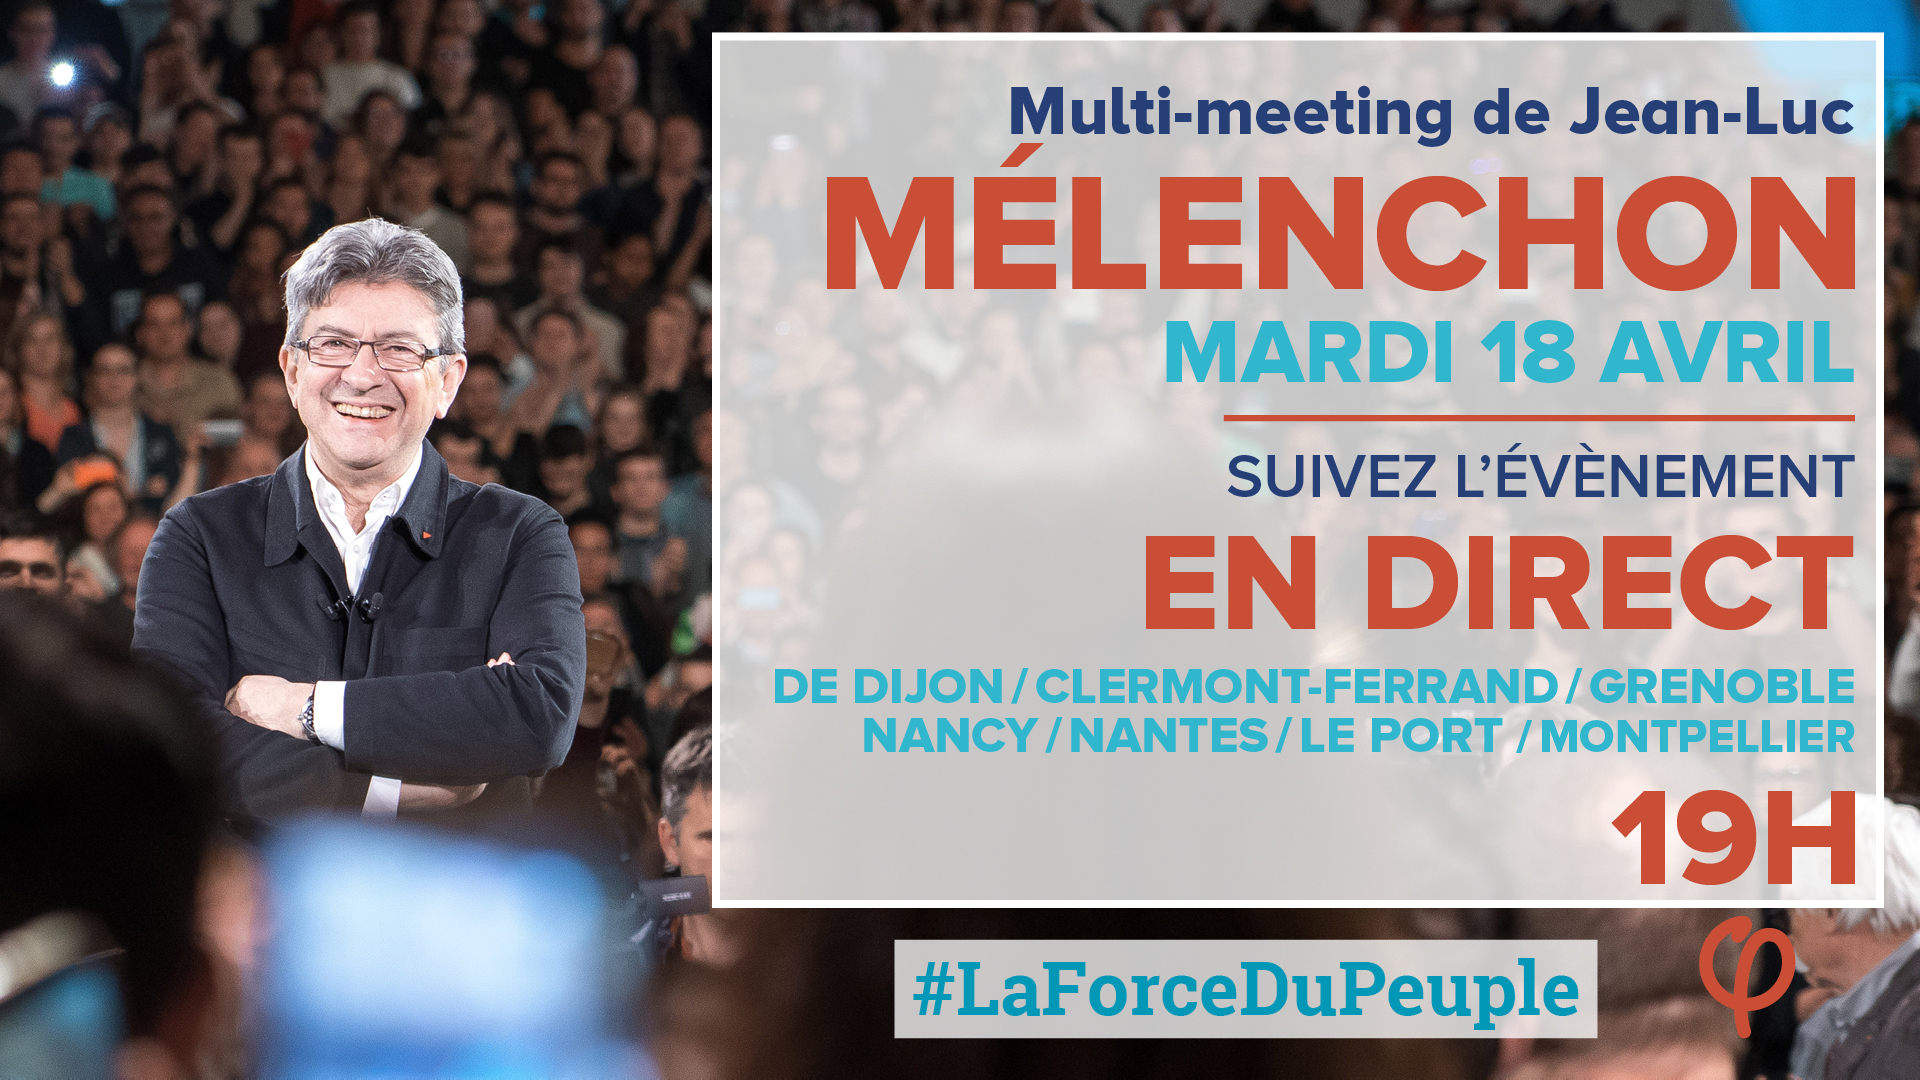 Multi-meeting de Jean-Luc
MÉLENCHON
MARDI 18 AVRIL
SUIVEZ L’ÉVÈNEMENT
EN DIRECT
DE DIJON / CLERMONT-FERRAND / GRENOBLE
NANCY / NANTES / LE PORT / MONTPELLIER
19H
#LaForceDuPeuple
φ